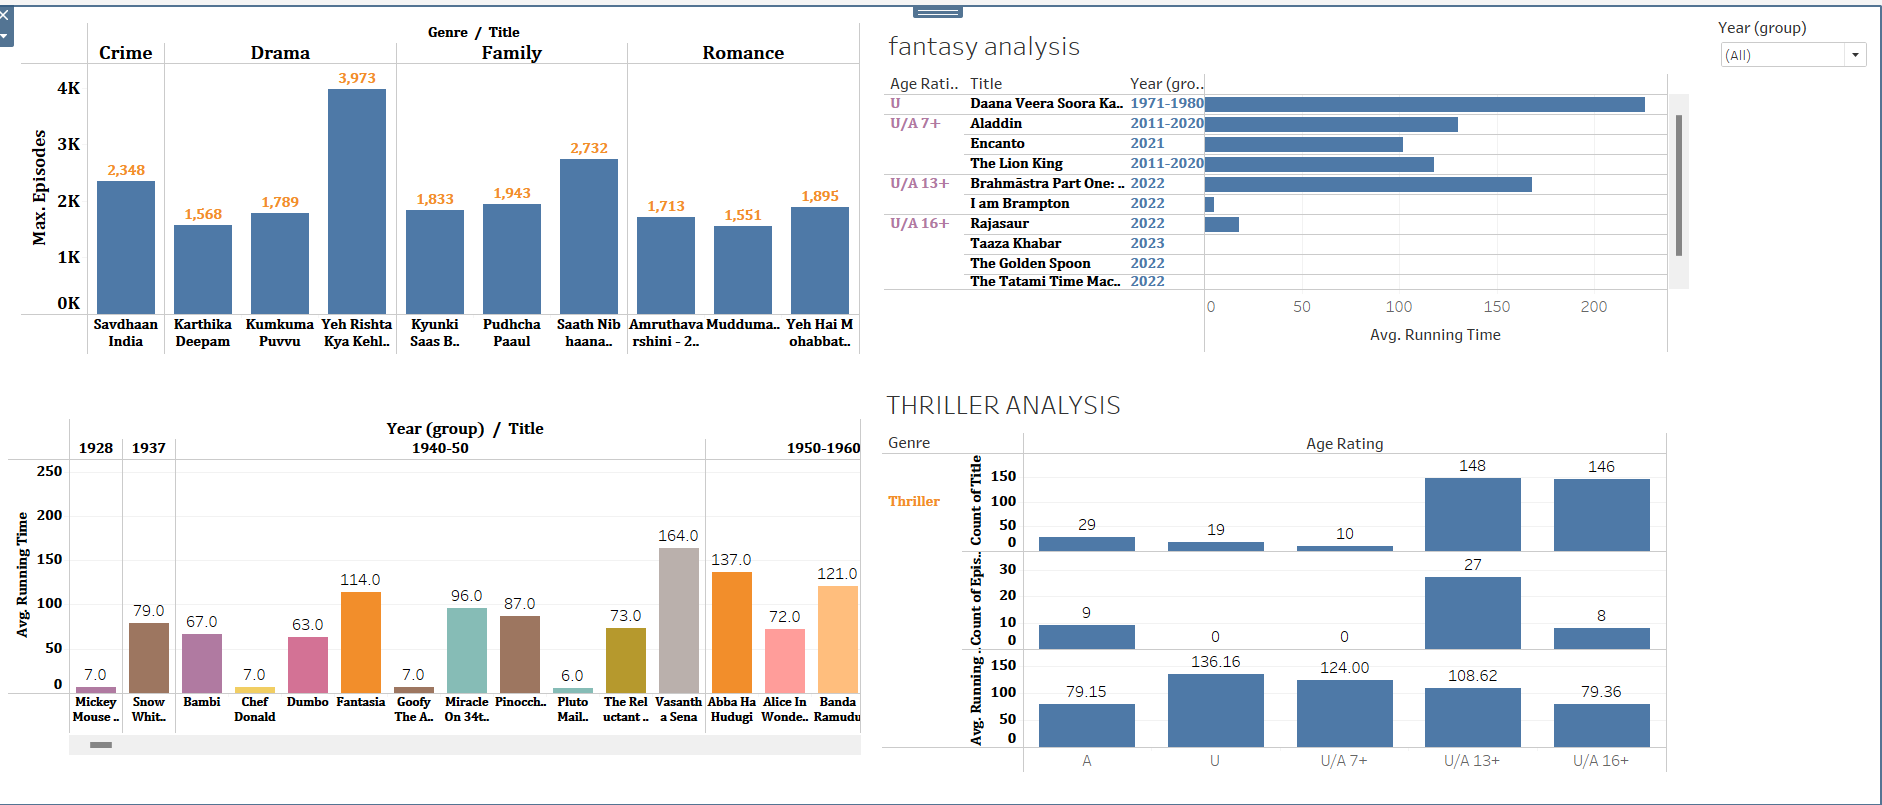 Genre / Title
Crime Drama Family Romance
Max. Episodes
4K
3K
2K
1K
0K
2,348
1,568
1,789
3,973
1,833
1,943
2,732
1,713
1,551
1,895
Savdhaan India
Karthika Deepam
Kumkuma Puvvu
Yeh Rishta Kya Kehl..
Kyunki Saas B..
Pudhcha Paaul
Saath Nib haana..
Amruthava rshini - 2..
Mudduma..
Yeh Hai M ohabbat..
fantasy analysis
Age Rati.. Title Year (gro..
U Daana Veera Soora Ka.. 1971-1980
U/A 7+ Aladdin 2011-2020
Encanto 2021
The Lion King 2011-2020
U/A 13+ Brahmāstra Part One: .. 2022
I am Brampton 2022
U/A 16+ Rajasaur 2022
Taaza Khabar 2023
The Golden Spoon 2022
The Tatami Time Mac.. 2022
0 50 100 150 200
Avg. Running Time
Year (group)
(All)
Year (group) / Title
1928 1937 1940-50 1950-1960
Avg. Running Time
250
200
150
100
50
0
7.0
79.0
67.0
7.0
63.0
114.0
7.0
96.0
87.0
6.0
73.0
164.0
137.0
72.0
121.0
Mickey Mouse ..
Snow Whit..
Bambi
Chef Donald
Dumbo
Fantasia
Goofy The A..
Miracle On 34t..
Pinocch..
Pluto Mail..
The Rel uctant ..
Vasanth a Sena
Abba Ha Hudugi
Alice In Wonde..
Banda Ramudu
THRILLER ANALYSIS
Genre Age Rating
Thriller
Count of Title
150
100
50
0
29 19 10 148 146
Count of Epis..
30
20
10
0
9 0 0 27 8
Avg. Running ..
150
100
50
0
79.15 136.16 124.00 108.62 79.36
A U U/A 7+ U/A 13+ U/A 16+